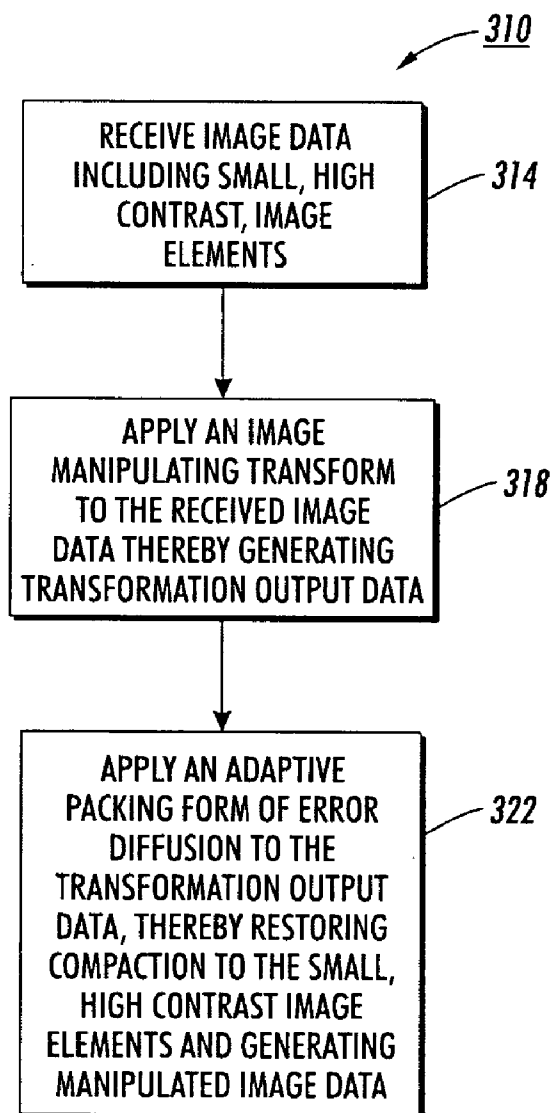 310
RECEIVE IMAGE DATA
INCLUDING SMALL, HIGH
CONTRAST, IMAGE
ELEMENTS
314
APPLY AN IMAGE
MANIPULATING TRANSFORM
TO THE RECEIVED IMAGE
DATA THEREBY GENERATING
TRANSFORMATION OUTPUT DATA
318
APPLY AN ADAPTIVE
PACKING FORM OF ERROR
DIFFUSION TO THE
TRANSFORMATION OUTPUT
DATA, THEREBY RESTORING
COMPACTION TO THE SMALL,
HIGH CONTRAST IMAGE
ELEMENTS AND GENERATING
MANIPULATED IMAGE DATA
322